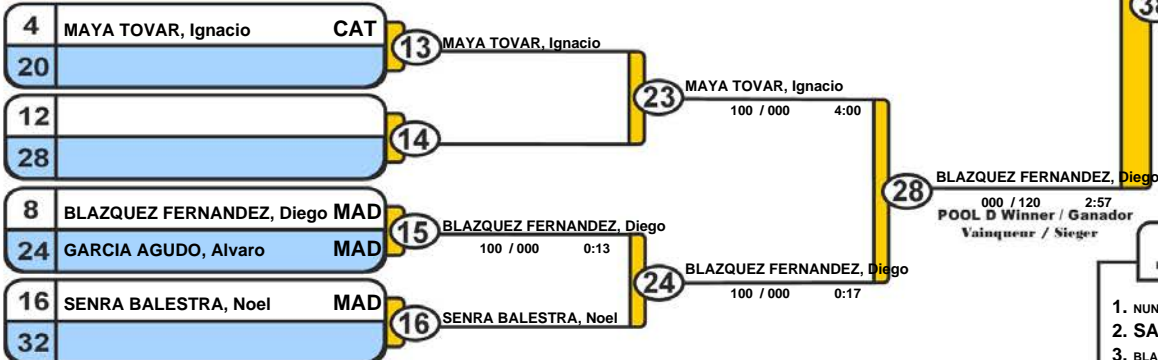 4 MAYA TOVAR, Ignacio CAT
20
13 MAYA TOVAR, Ignacio
12
28
14
23 MAYA TOVAR, Ignacio
100 / 000 4:00
8 BLAZQUEZ FERNANDEZ, Diego MAD
24 GARCIA AGUDO, Alvaro MAD
15 BLAZQUEZ FERNANDEZ, Diego
100 / 000 0:13
16 SENRA BALESTRA, Noel MAD
32
16 SENRA BALESTRA, Noel
24 BLAZQUEZ FERNANDEZ, Diego
100 / 000 0:17
28 BLAZQUEZ FERNANDEZ, Diego
000 / 120 2:57
POOL D Winner / Ganador
Vainqueur / Sieger
1. NUN
2. SA
3. BLA